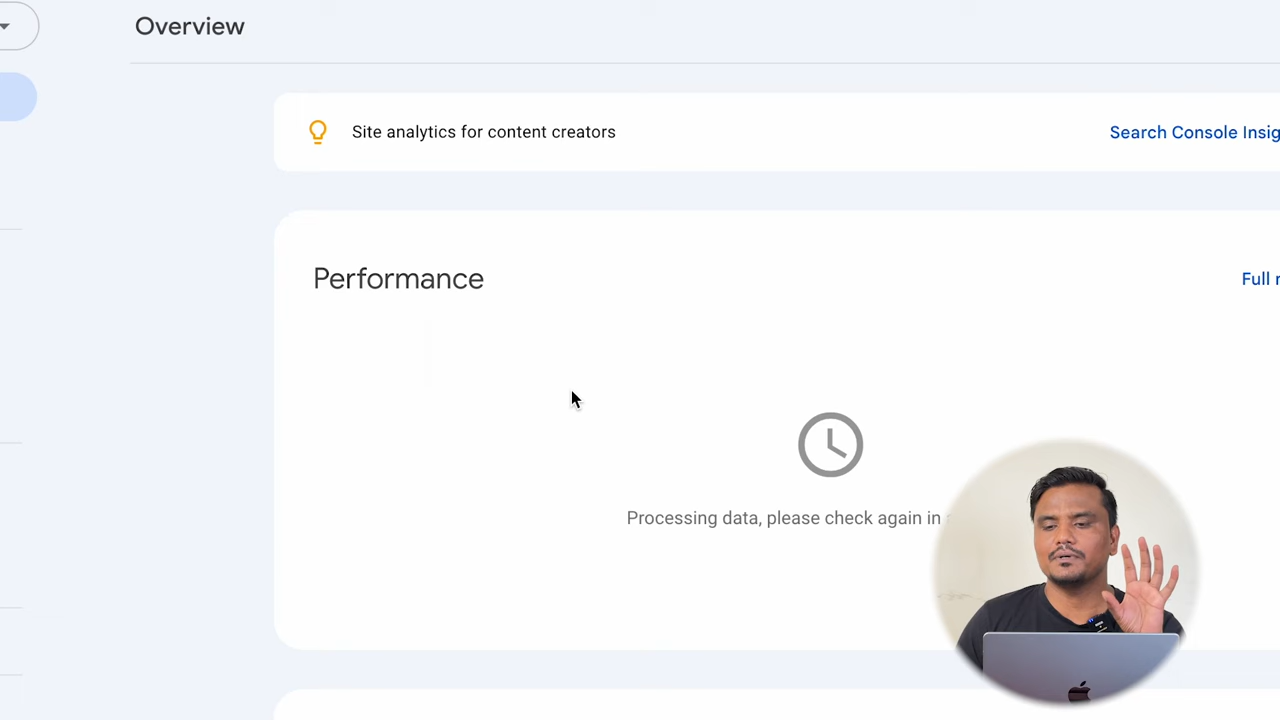 Overview
Site analytics for content creators
Search Console Insig
Performance
Full
Processing data, please check again in